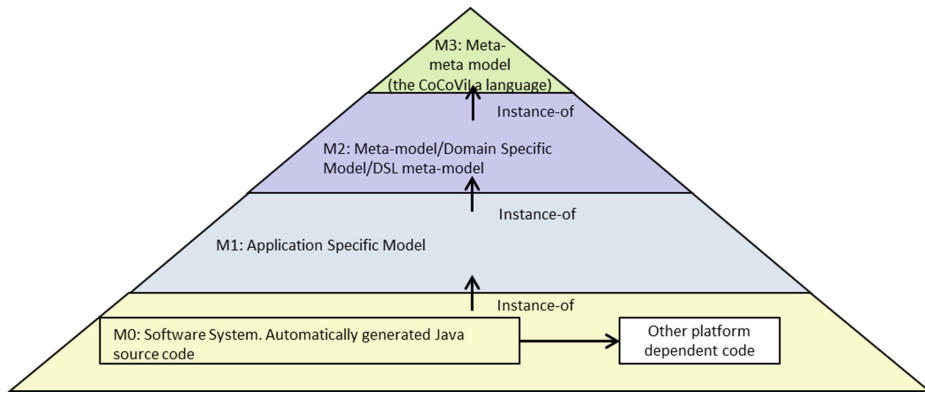 M3: Meta-
meta model
(the CoCoViLa language)
Instance-of
M2: Meta-model/Domain Specific
Model/DSL meta-model
Instance-of
M1: Application Specific Model
Instance-of
M0: Software System. Automatically generated Java
source code
Other platform
dependent code